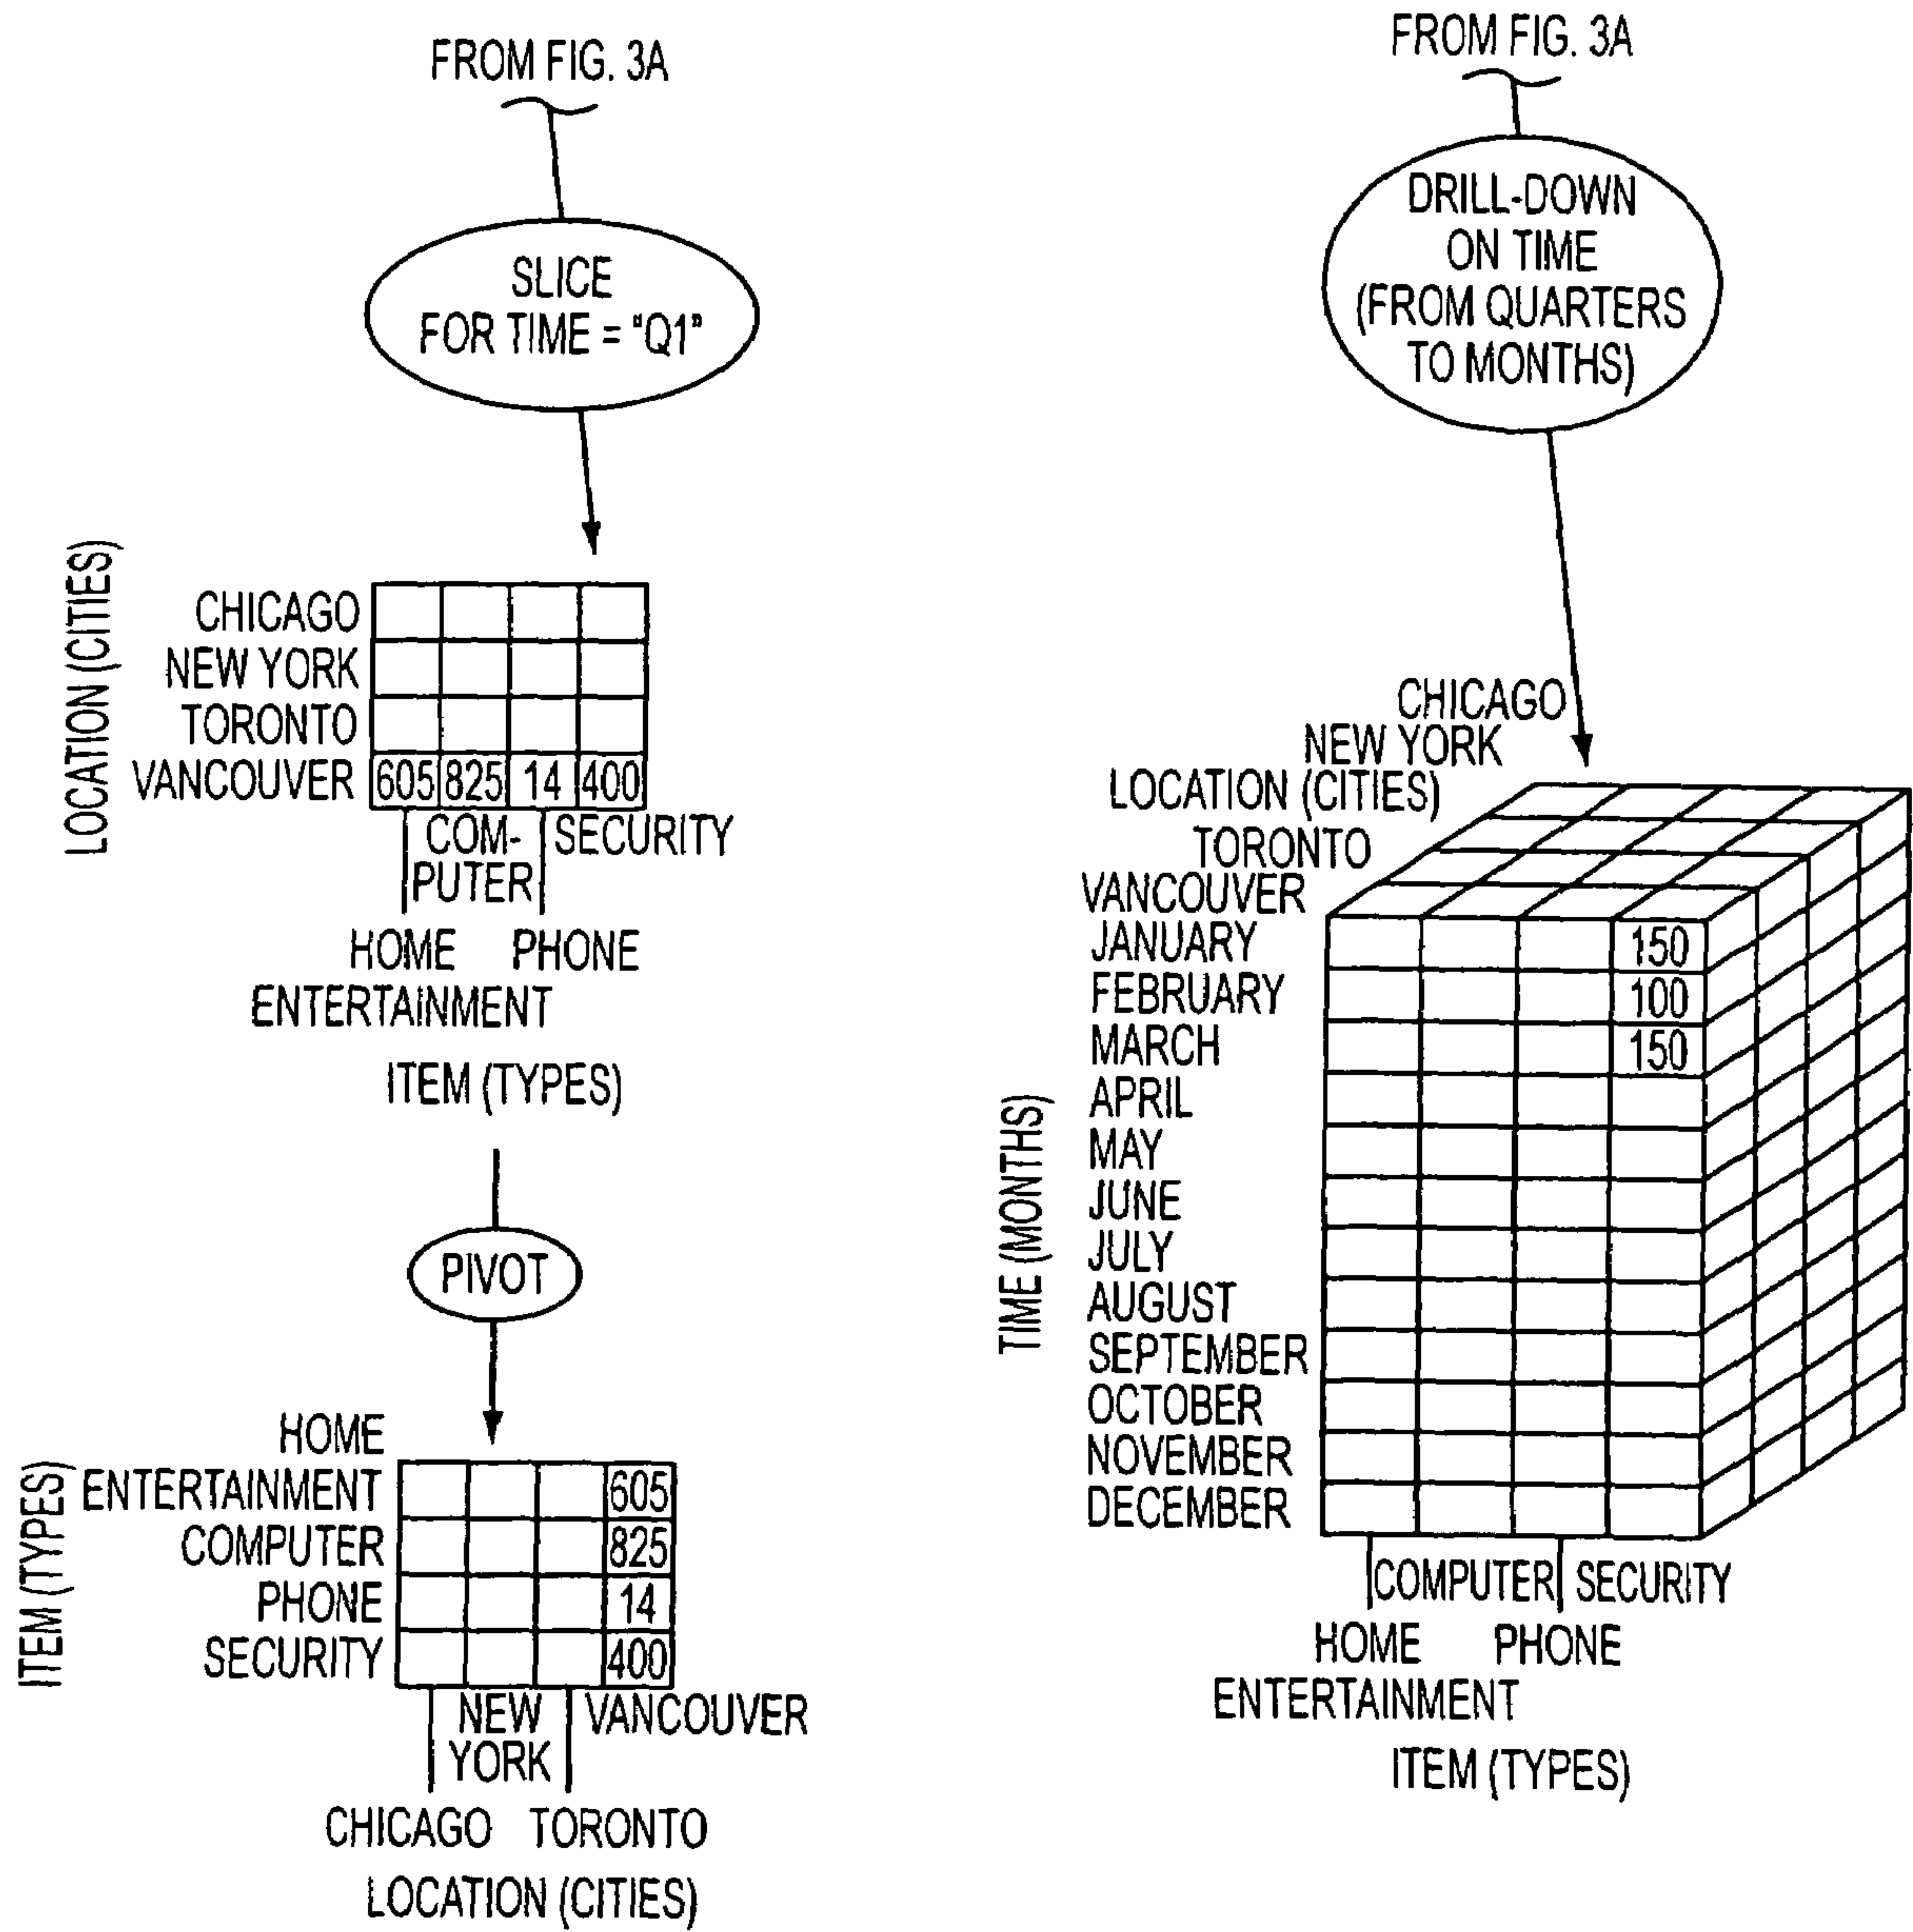 FROM FIG. 3A
SLICE
FOR TIME = "Q1"
LOCATION (CITIES)
CHICAGO
NEW YORK
TORONTO
VANCOUVER 605 825 14 400
COM-
PUTER
SECURITY
HOME PHONE
ENTERTAINMENT
ITEM (TYPES)
PIVOT
ITEM (TYPES)
HOME
ENTERTAINMENT 605
COMPUTER 825
PHONE 14
SECURITY 400
NEW
YORK
VANCOUVER
CHICAGO TORONTO
LOCATION (CITIES)
FROM FIG. 3A
DRILL-DOWN
ON TIME
(FROM QUARTERS
TO MONTHS)
CHICAGO
NEW YORK
LOCATION (CITIES)
TORONTO
VANCOUVER
TIME (MONTHS)
JANUARY 150
FEBRUARY 100
MARCH 150
APRIL
MAY
JUNE
JULY
AUGUST
SEPTEMBER
OCTOBER
NOVEMBER
DECEMBER
COMPUTER SECURITY
HOME PHONE
ENTERTAINMENT
ITEM (TYPES)